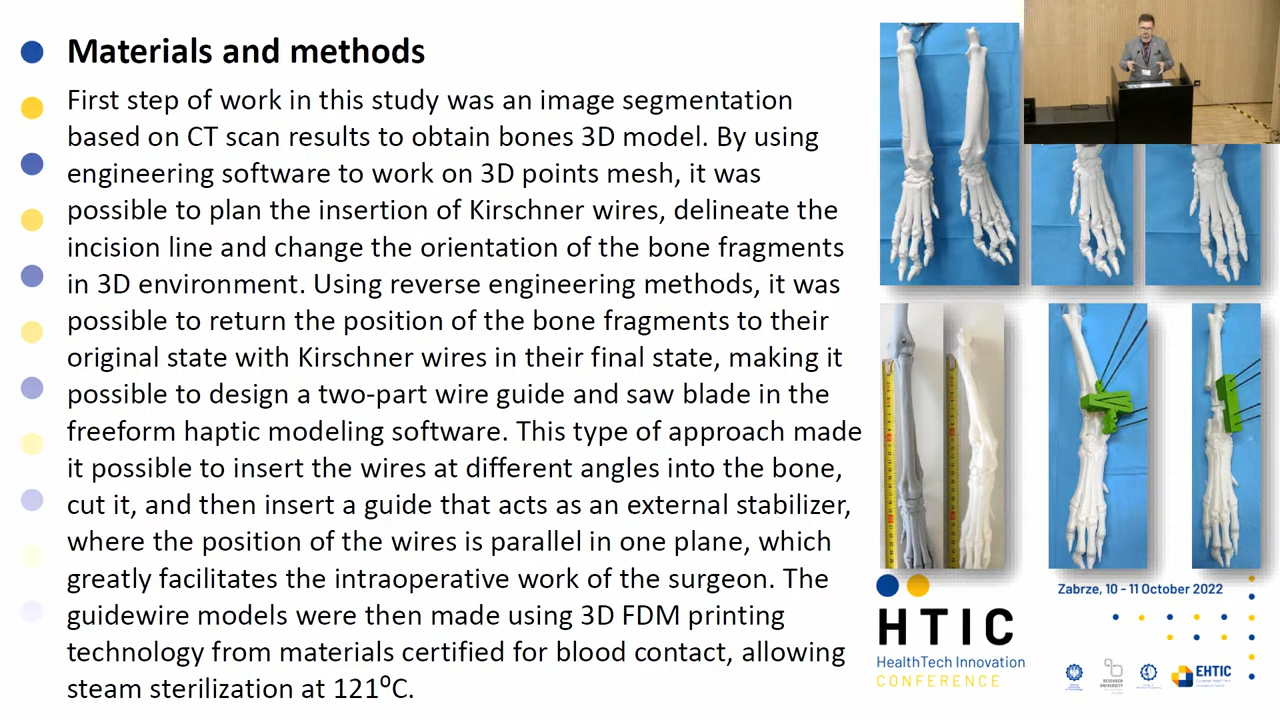 Materials and methods
First step of work in this study was an image segmentation
based on CT scan results to obtain bones 3D model. By using
engineering software to work on 3D points mesh, it was
possible to plan the insertion of Kirschner wires, delineate the
incision line and change the orientation of the bone fragments
in 3D environment. Using reverse engineering methods, it was
possible to return the position of the bone fragments to their
original state with Kirschner wires in their final state, making it
possible to design a two-part wire guide and saw blade in the
freeform haptic modeling software. This type of approach made
it possible to insert the wires at different angles into the bone,
cut it, and then insert a guide that acts as an external stabilizer,
where the position of the wires is parallel in one plane, which
greatly facilitates the intraoperative work of the surgeon. The
guidewire models were then made using 3D FDM printing
technology from materials certified for blood contact, allowing
steam sterilization at 121⁰C.
Zabrze, 10 - 11 October 2022
HTIC
HealthTech Innovation
CONFERENCE
EHTIC